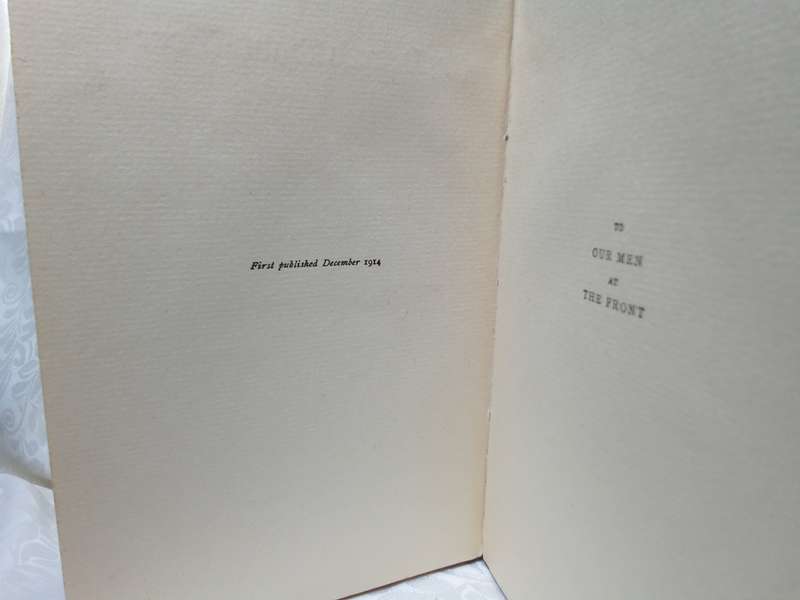 First published December 1914
TO
OUR MEN
AT
THE FRONT